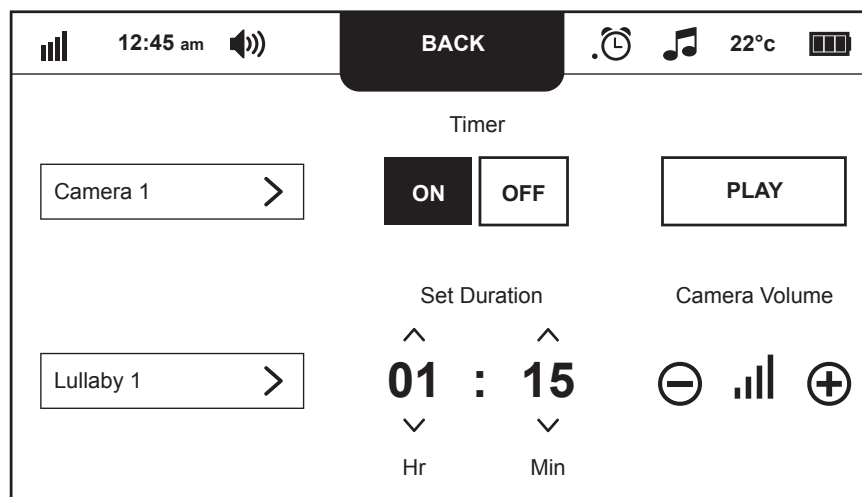 12:45 am BACK 22°c
Timer
Camera 1 ON OFF PLAY
Set Duration Camera Volume
Lullaby 1 01 : 15
Hr Min